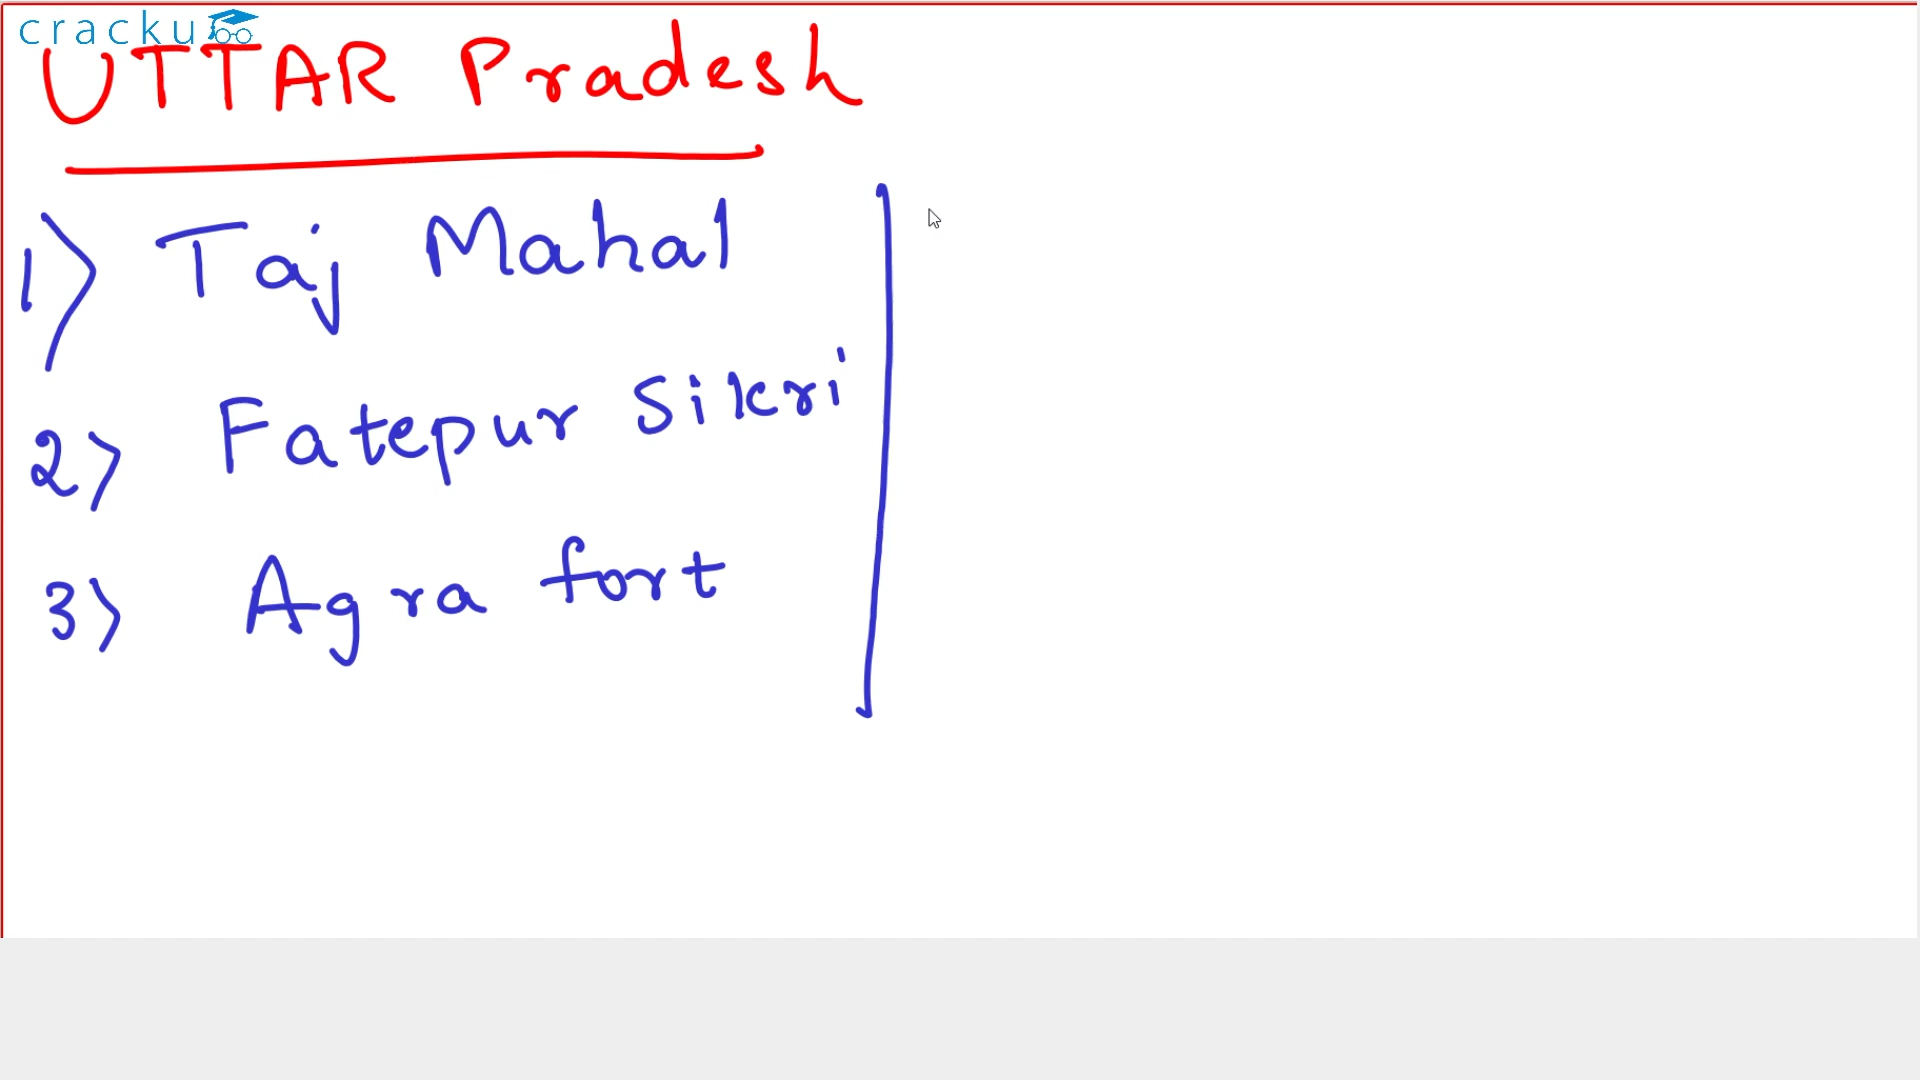 cracku
UTTAR Pradesh
1) Taj Mahal
2) Fatepur Sikri
3) Agra fort